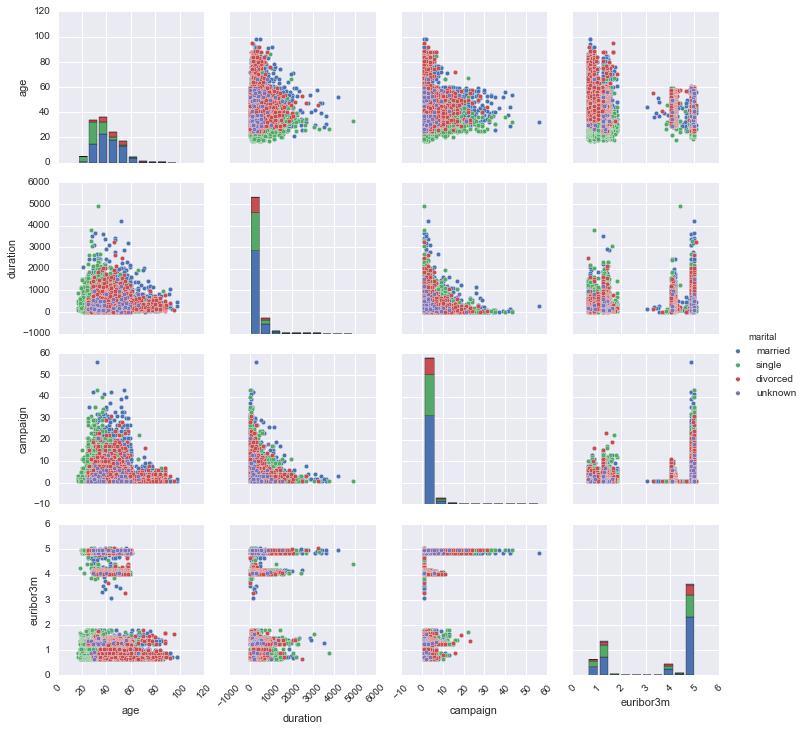 120
100
80
60
40
20
0
age
6000
5000
4000
3000
2000
1000
0
−1000
duration
60
50
40
30
20
10
0
−10
campaign
marital
married
single
divorced
unknown
6
5
4
3
2
1
0
euribor3m
0 20 40 60 80 100 120
−1000 0 1000 2000 3000 4000 5000 6000
−10 0 10 20 30 40 50 60
0 1 2 3 4 5 6
age duration campaign euribor3m